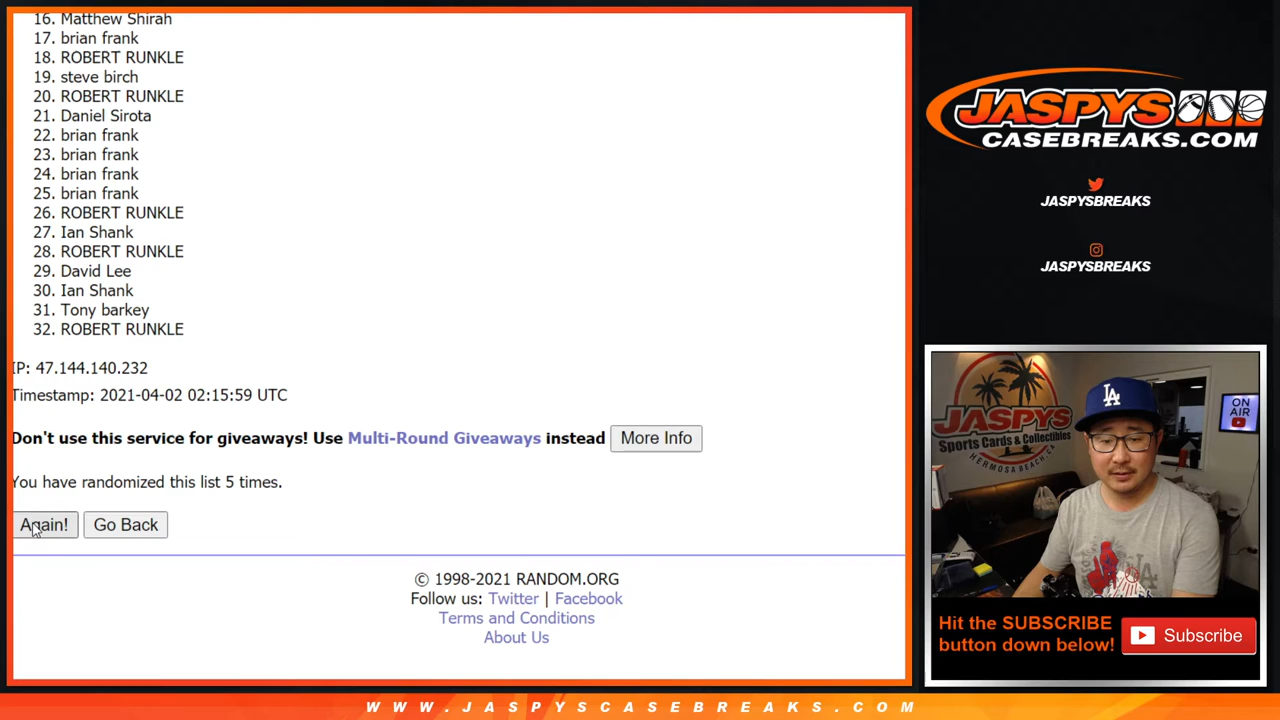 16. Matthew Shirah
17. brian frank
18. ROBERT RUNKLE
19. steve birch
20. ROBERT RUNKLE
21. Daniel Sirota
22. brian frank
23. brian frank
24. brian frank
25. brian frank
26. ROBERT RUNKLE
27. Ian Shank
28. ROBERT RUNKLE
29. David Lee
30. Ian Shank
31. Tony barkey
32. ROBERT RUNKLE
IP: 47.144.140.232
Timestamp: 2021-04-02 02:15:59 UTC
Don't use this service for giveaways! Use Multi-Round Giveaways instead More Info
You have randomized this list 5 times.
Again! Go Back
© 1998-2021 RANDOM.ORG
Follow us: Twitter | Facebook
Terms and Conditions
About Us
JASPYS
CASEBREAKS.COM
JASPYSBREAKS
JASPYSBREAKS
JASPYS
Sports Cards & Collectibles
HERMOSA BEACH, CA
LA
ON
AIR
Hit the SUBSCRIBE
button down below!
Subscribe
WWW.JASPYSCASEBREAKS.COM